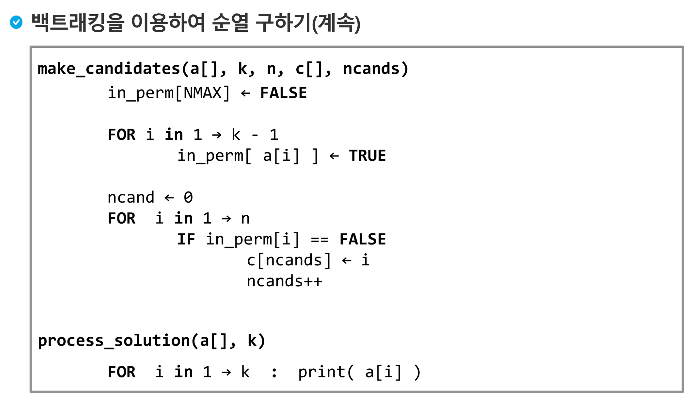 백트래킹을 이용하여 순열 구하기(계속)
make_candidates(a[], k, n, c[], ncands)
in_perm[NMAX] ← FALSE
FOR i in 1 → k - 1
in_perm[ a[i] ] ← TRUE
ncand ← 0
FOR i in 1 → n
IF in_perm[i] == FALSE
c[ncands] ← i
ncands++
process_solution(a[], k)
FOR i in 1 → k : print( a[i] )